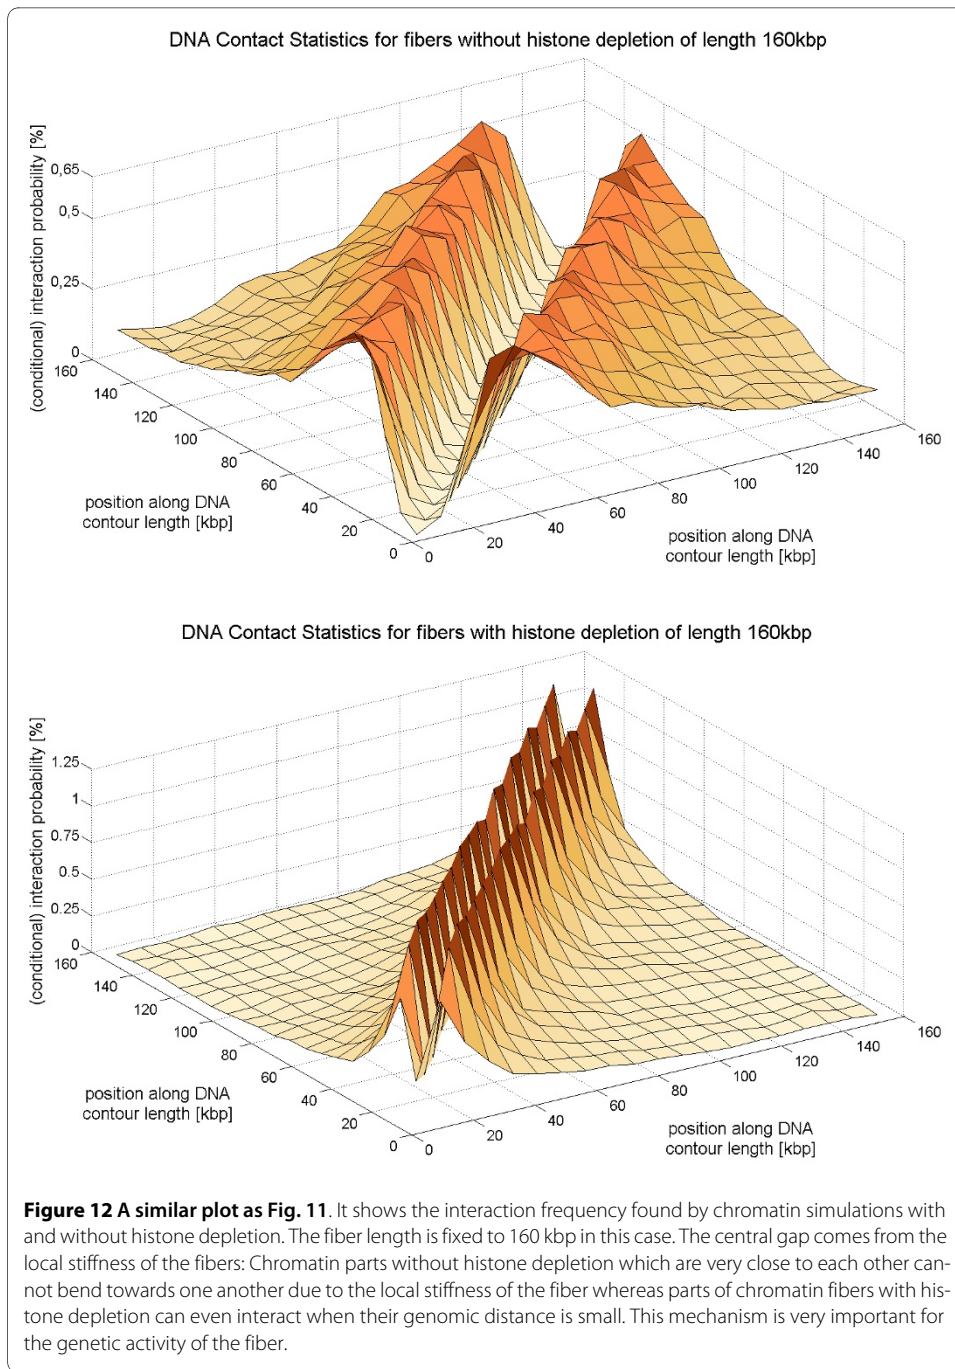 DNA Contact Statistics for fibers without histone depletion of length 160kbp
(conditional) interaction probability [%]
0,65
0,5
0,25
0
160
140
120
100
80
60
40
20
0
position along DNA
contour length [kbp]
0
20
40
60
80
100
120
140
160
position along DNA
contour length [kbp]
DNA Contact Statistics for fibers with histone depletion of length 160kbp
(conditional) interaction probability [%]
1.25
1
0.75
0.5
0.25
0
160
140
120
100
80
60
40
20
0
position along DNA
contour length [kbp]
0
20
40
60
80
100
120
140
160
position along DNA
contour length [kbp]
Figure 12 A similar plot as Fig. 11. It shows the interaction frequency found by chromatin simulations with
and without histone depletion. The fiber length is fixed to 160 kbp in this case. The central gap comes from the
local stiffness of the fibers: Chromatin parts without histone depletion which are very close to each other can-
not bend towards one another due to the local stiffness of the fiber whereas parts of chromatin fibers with his-
tone depletion can even interact when their genomic distance is small. This mechanism is very important for
the genetic activity of the fiber.